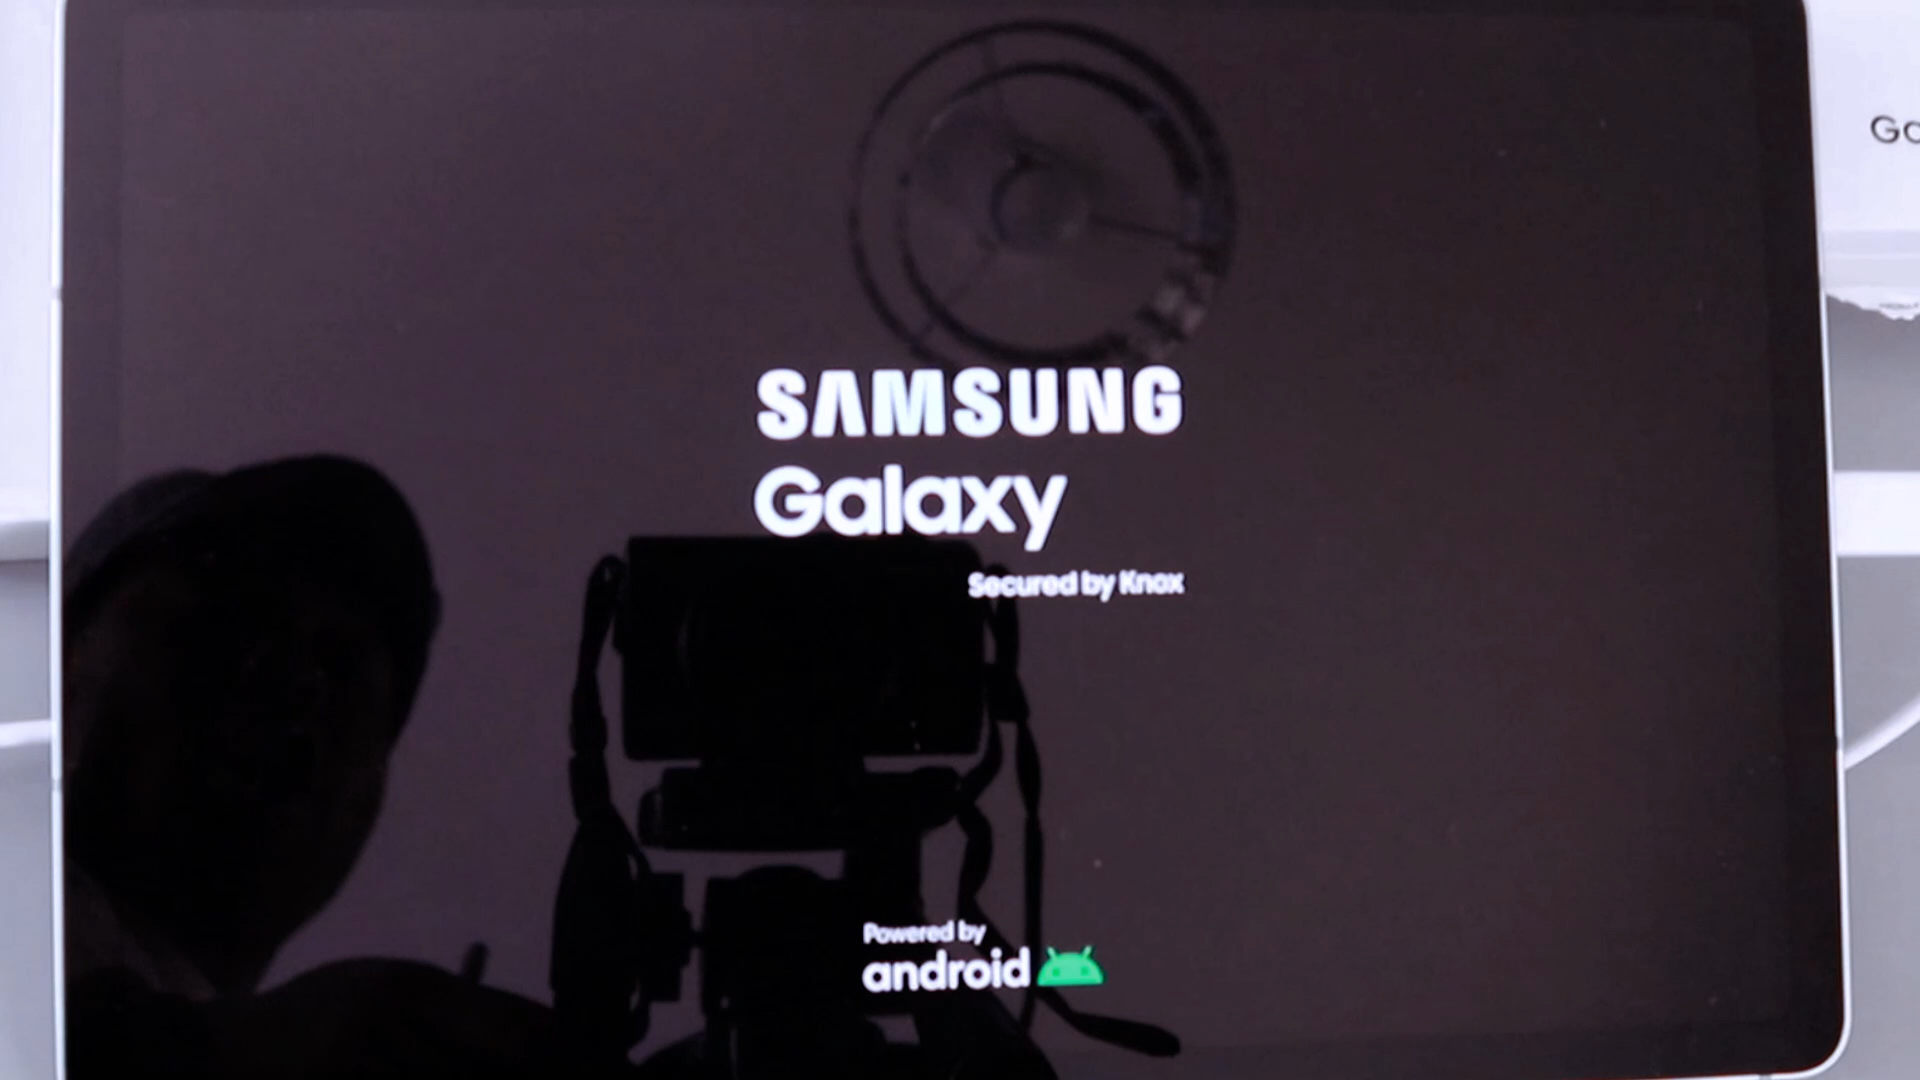 SAMSUNG
Galaxy
Secured by Knox
Powered by
android